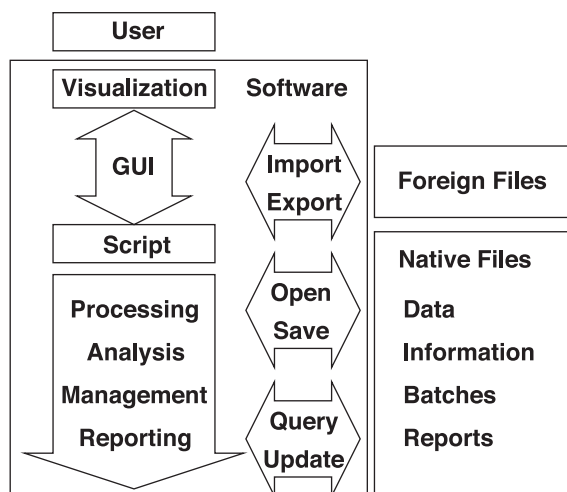 User
Visualization
Software
GUI
Import
Export
Foreign Files
Script
Native Files
Processing
Analysis
Management
Reporting
Open
Save
Query
Update
Data
Information
Batches
Reports